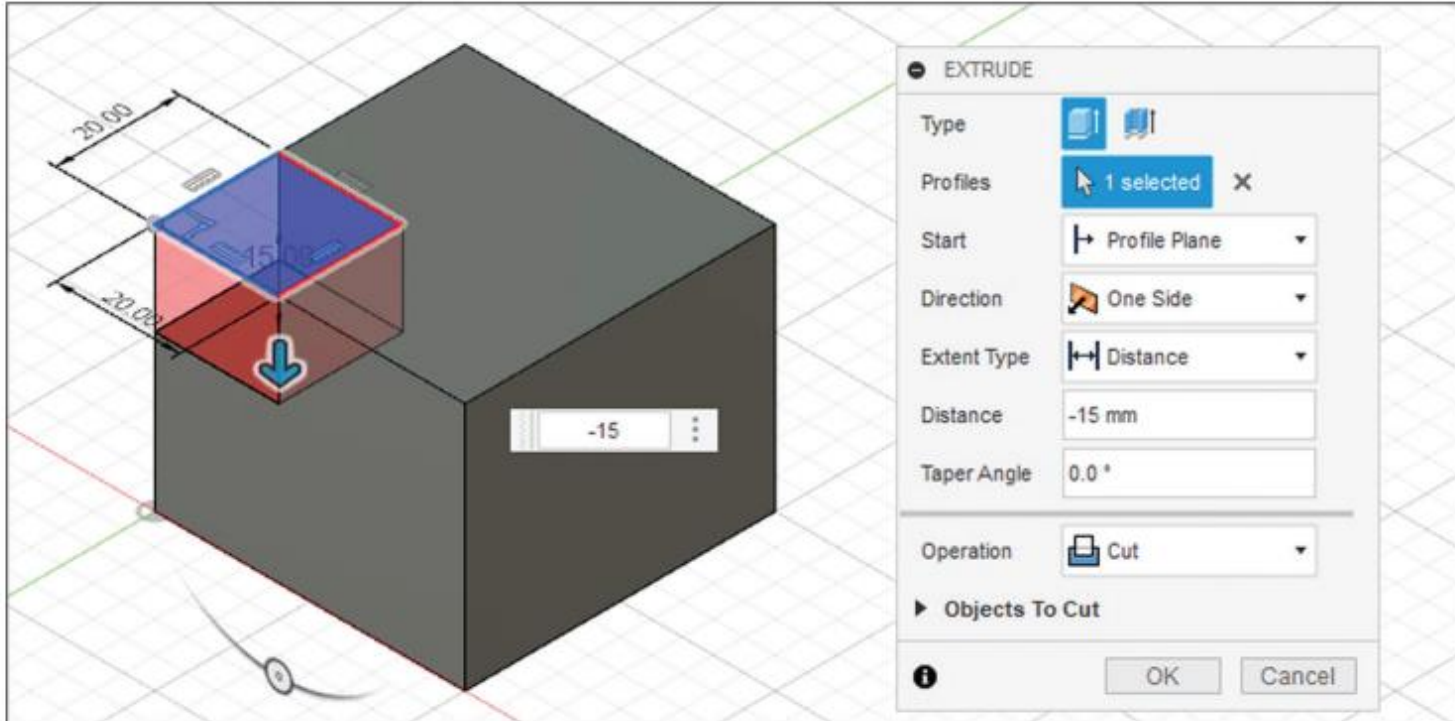 20.00
15.00
20.00
-15
EXTRUDE
Type
Profiles 1 selected
Start Profile Plane
Direction One Side
Extent Type Distance
Distance -15 mm
Taper Angle 0.0 °
Operation Cut
Objects To Cut
OK Cancel